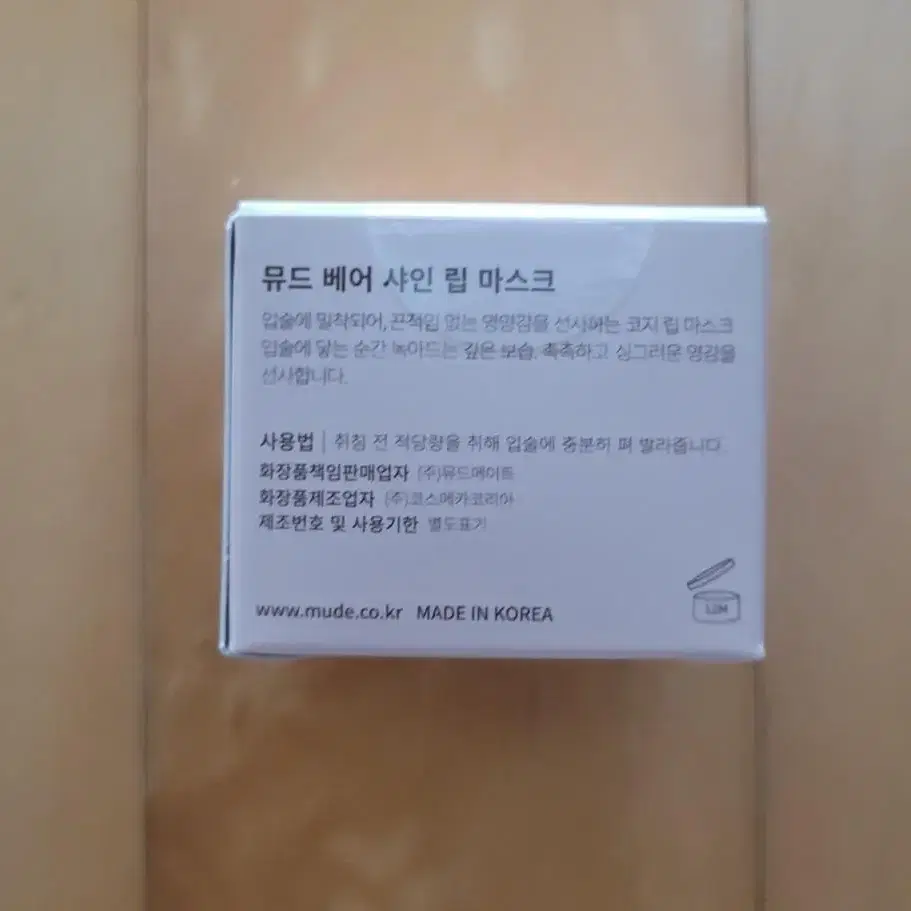 뮤드 베어 샤인 립 마스크
입술에 밀착되어, 끈적임 없는 영양감을 선사하는 코지 립 마스크
입술에 닿는 순간 녹아드는 깊은 보습. 촉촉하고 싱그러운 영감을
선사합니다.
사용법 | 취침 전 적당량을 취해 입술에 충분히 펴 발라줍니다.
화장품책임판매업자 (주)뮤드메이트
화장품제조업자 (주)코스메카코리아
제조번호 및 사용기한 별도표기
12M
www.mude.co.kr MADE IN KOREA